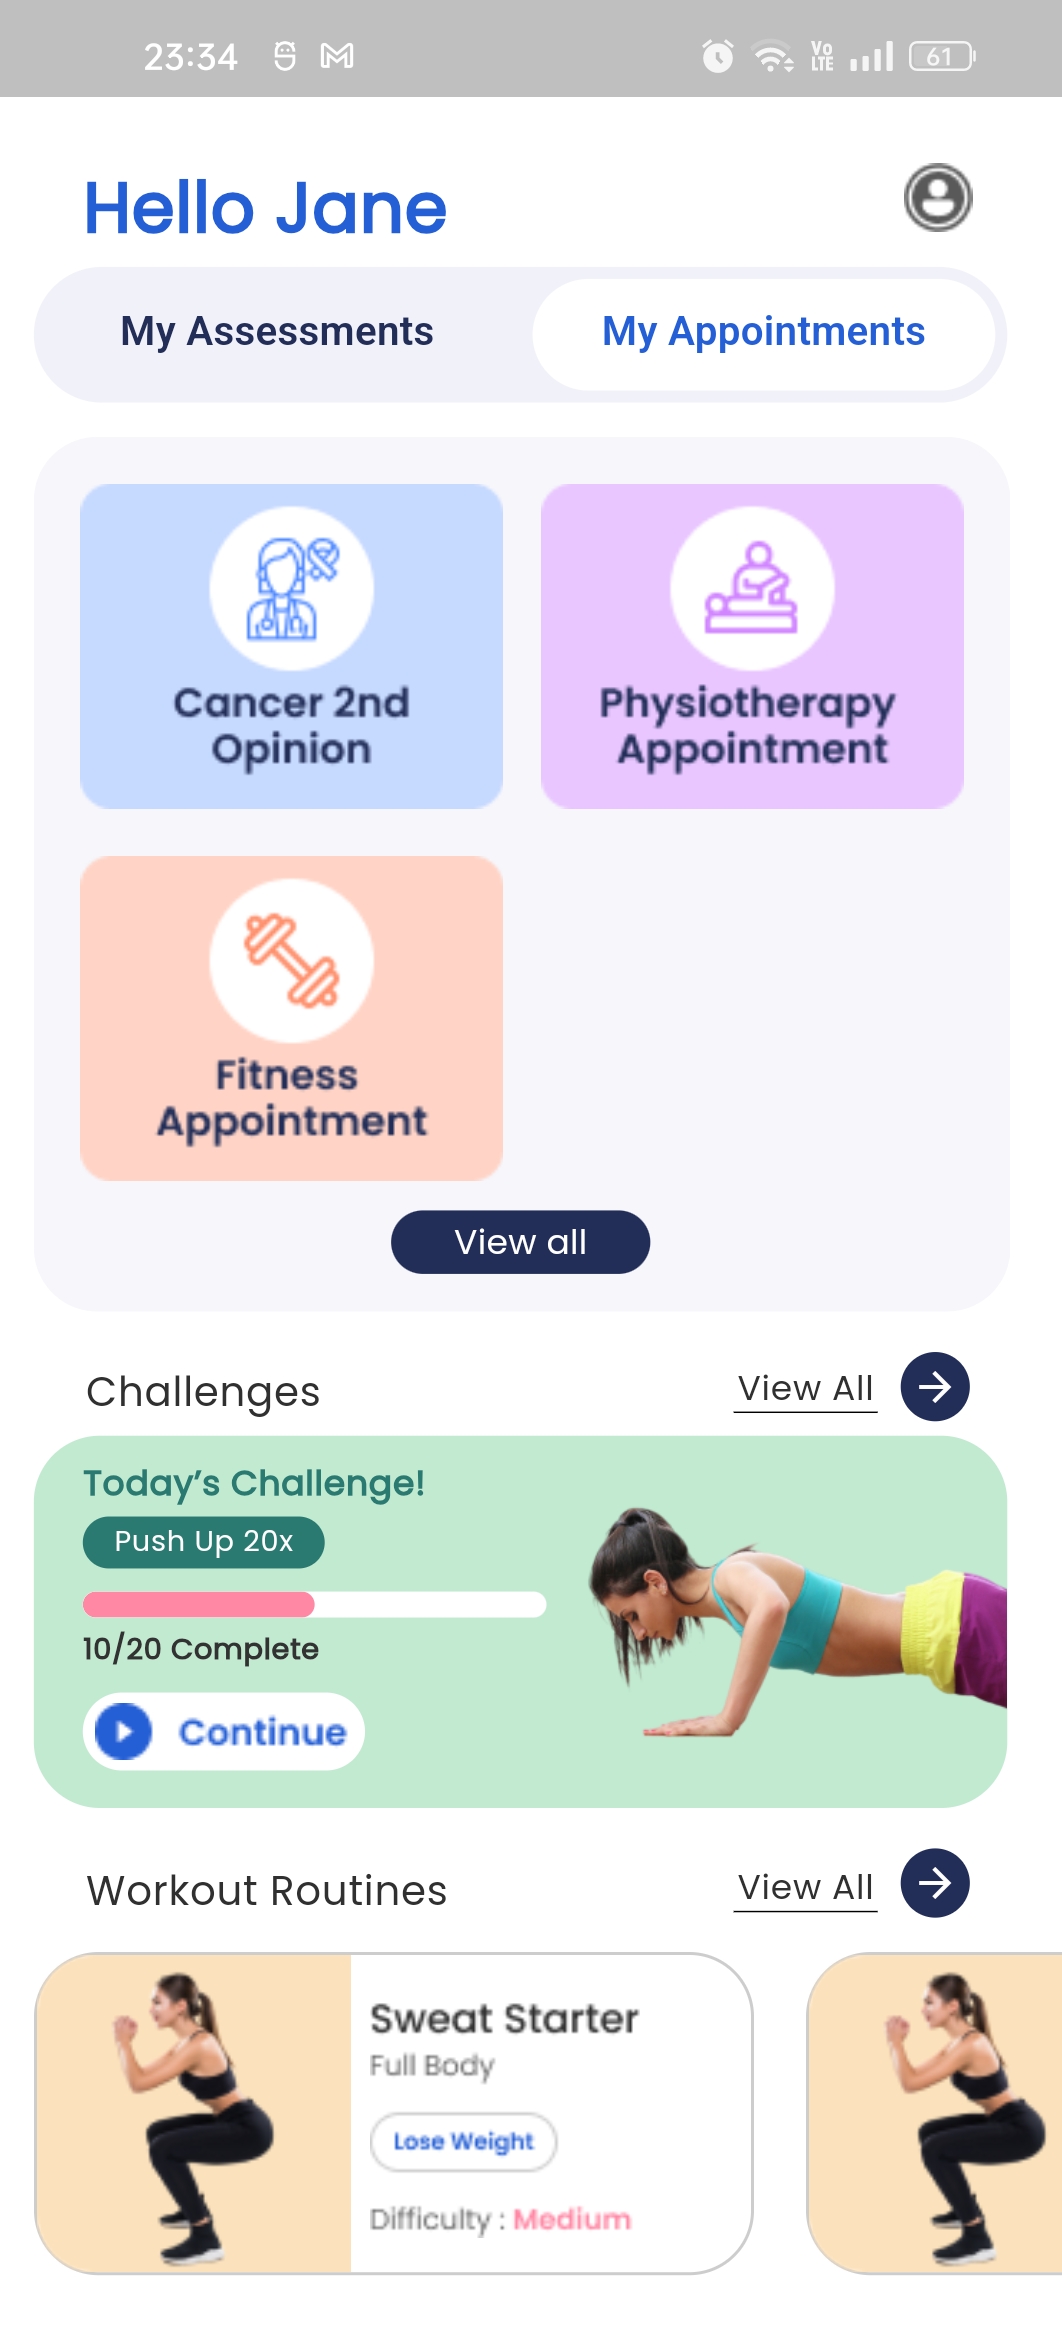 23:34
Vo
LTE
61
Hello Jane
My Assessments
My Appointments
Cancer 2nd
Opinion
Physiotherapy
Appointment
Fitness
Appointment
View all
Challenges
View All
Today’s Challenge!
Push Up 20x
10/20 Complete
Continue
Workout Routines
View All
Sweat Starter
Full Body
Lose Weight
Difficulty : Medium